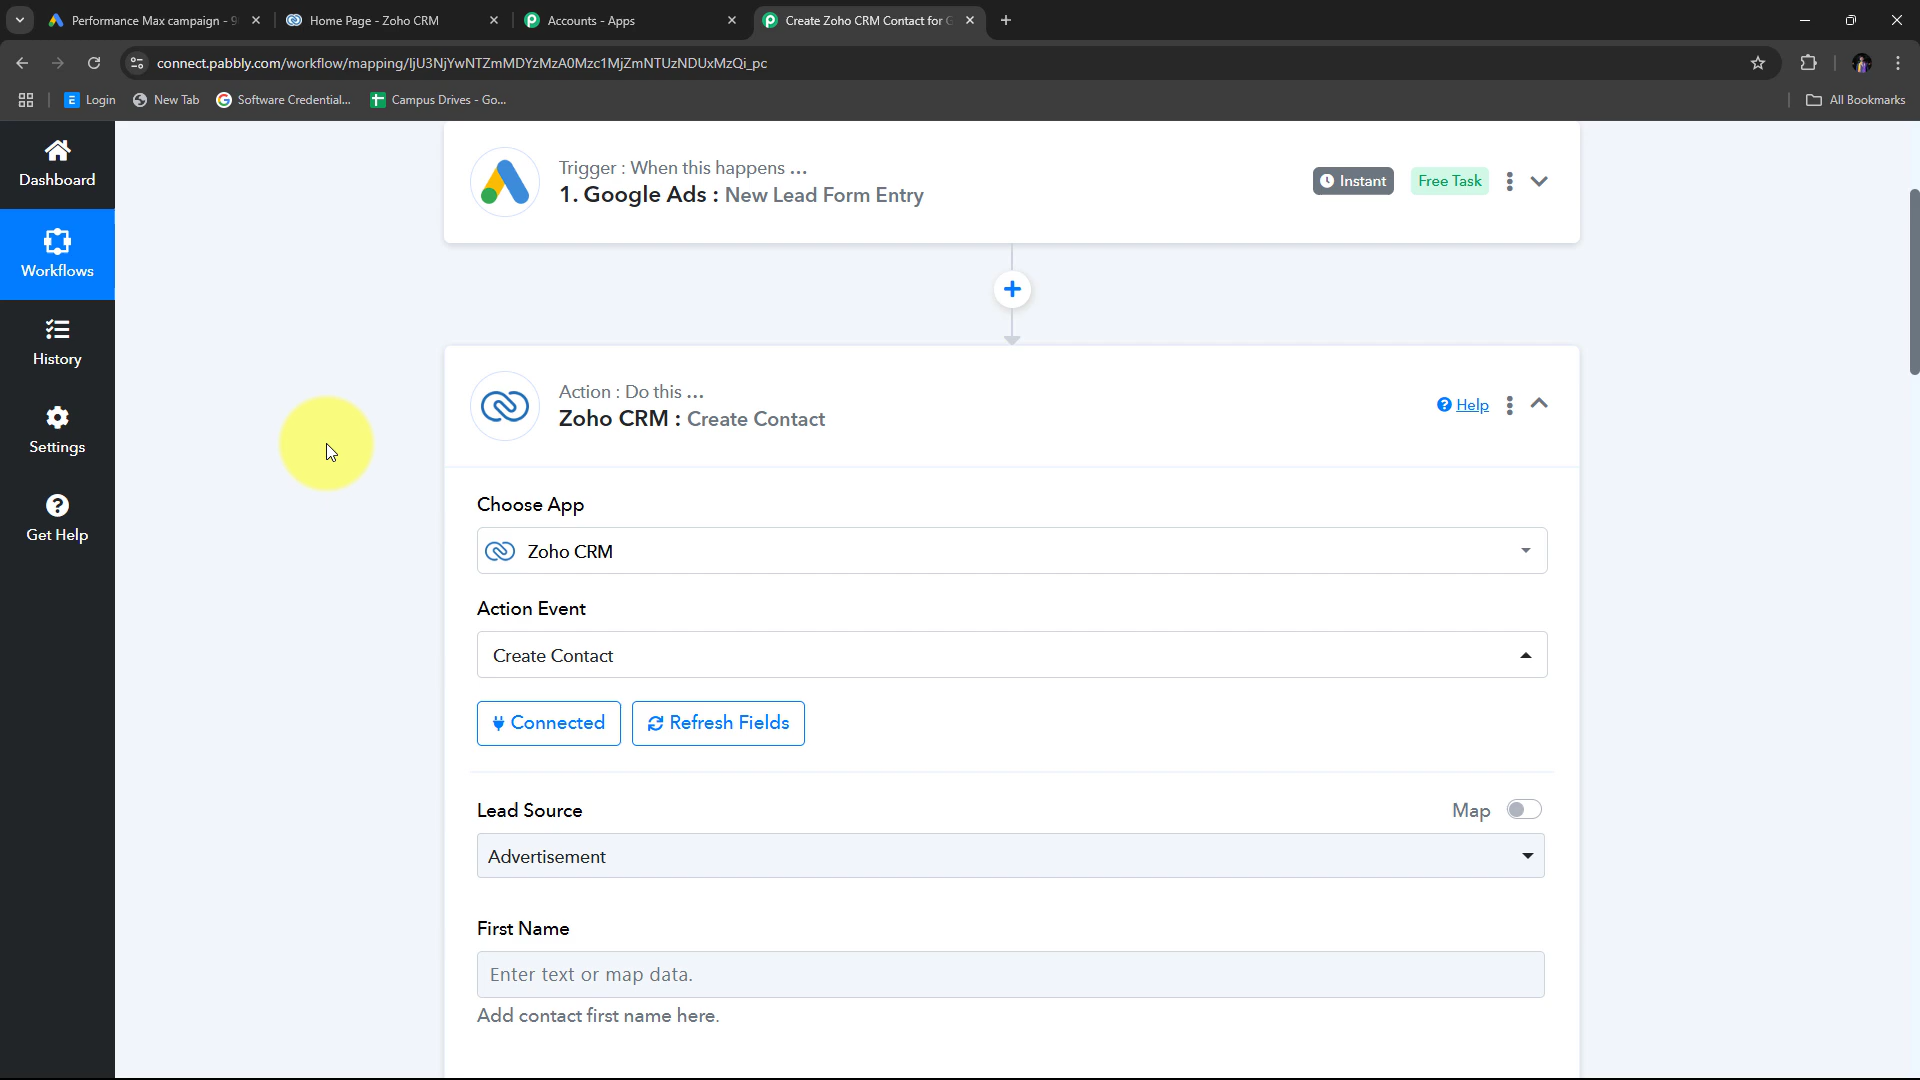 Performance Max campaign - 9
Home Page - Zoho CRM
Accounts - Apps
Create Zoho CRM Contact for G
connect.pabbly.com/workflow/mapping/IjU3NjYwNTZmMDYzMzA0Mzc1MjZmNTUzNDUxMzQi_pc
Login
New Tab
Software Credential...
Campus Drives - Go...
All Bookmarks
Dashboard
Workflows
History
Settings
Get Help
Trigger : When this happens ...
1. Google Ads : New Lead Form Entry
Instant
Free Task
Action : Do this ...
Zoho CRM : Create Contact
Help
Choose App
Zoho CRM
Action Event
Create Contact
Connected
Refresh Fields
Lead Source
Map
Advertisement
First Name
Enter text or map data.
Add contact first name here.